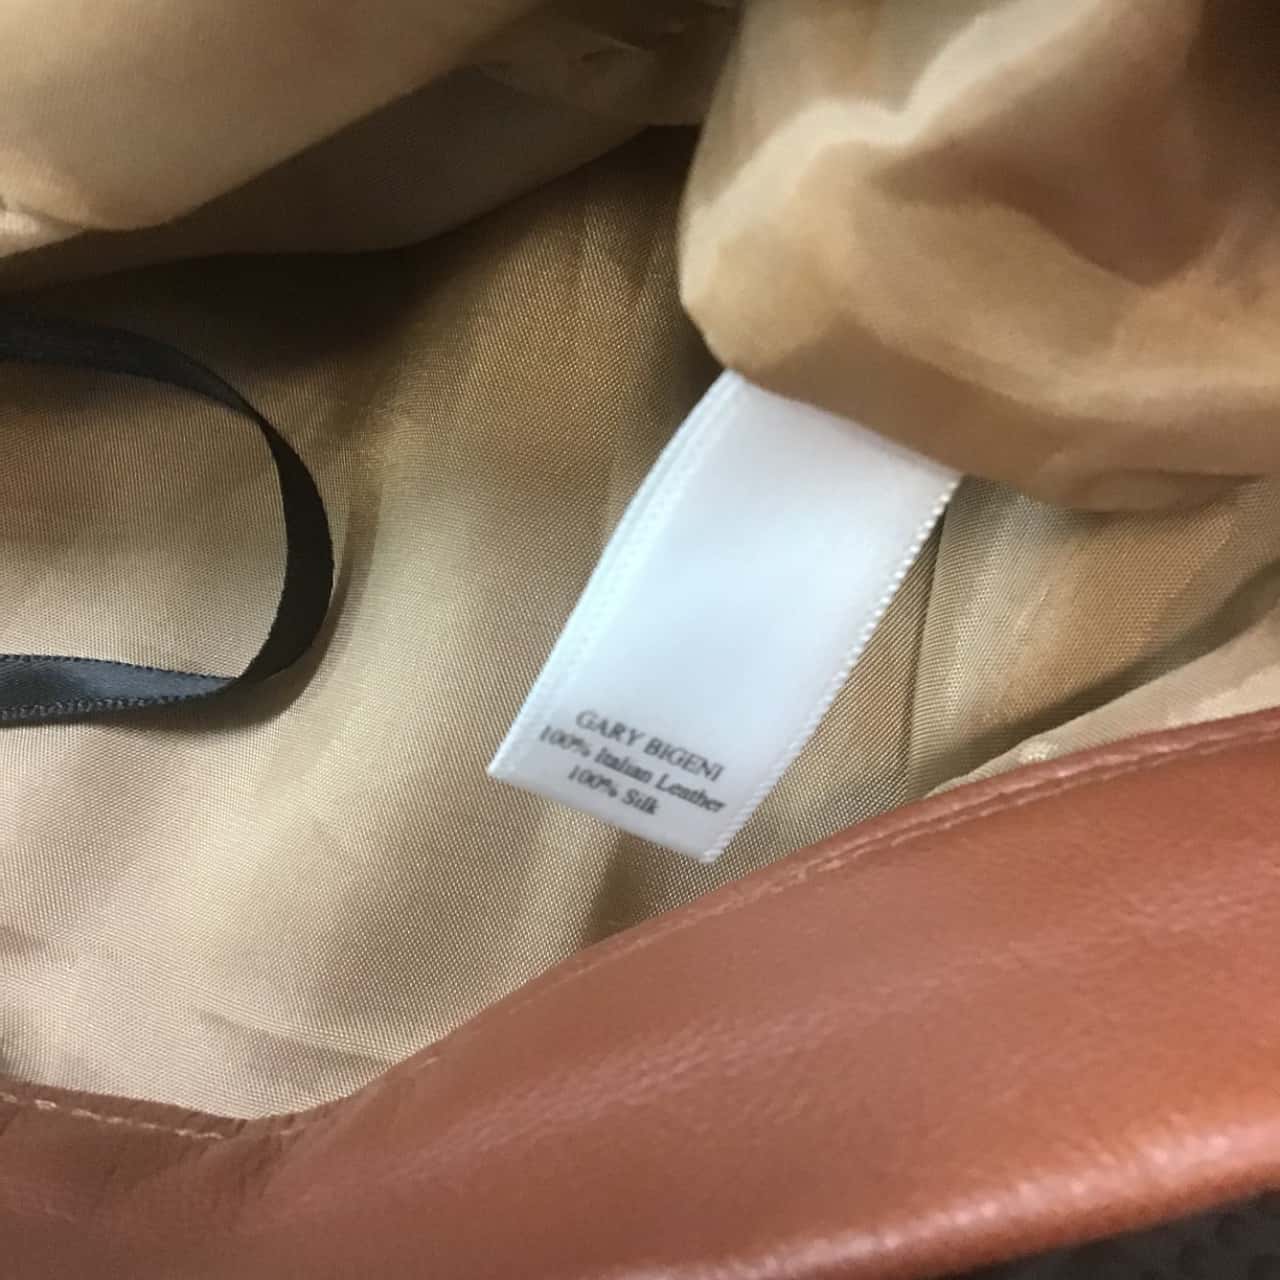 GARY BIGENI
100% Italian Leather
100% Silk